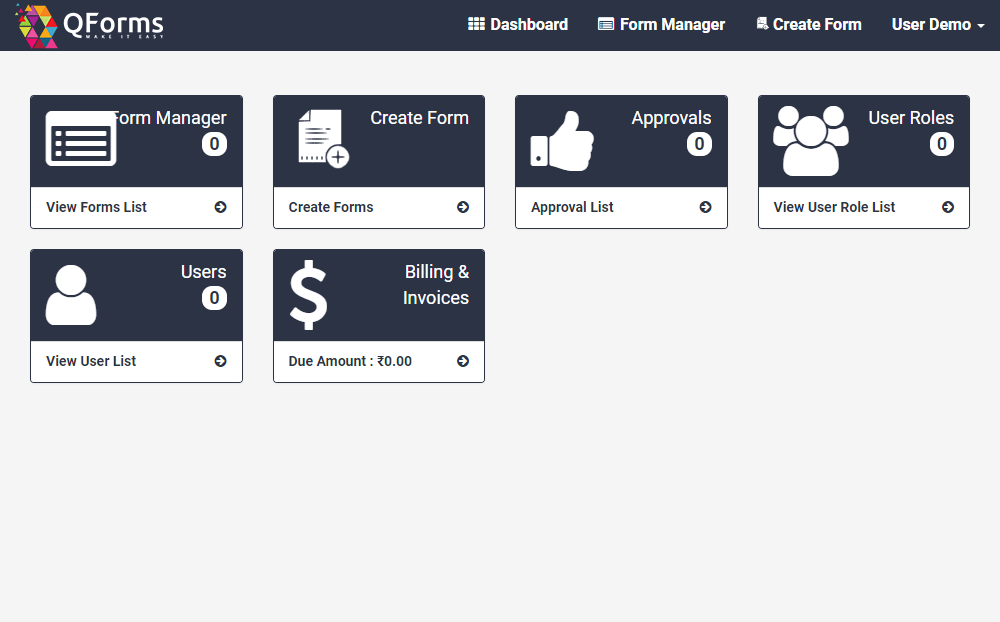 QForms
MAKE IT EASY
Dashboard
Form Manager
Create Form
User Demo
Form Manager
0
View Forms List
Create Form
Create Forms
Approvals
0
Approval List
User Roles
0
View User Role List
Users
0
View User List
Billing &
Invoices
Due Amount : ₹0.00